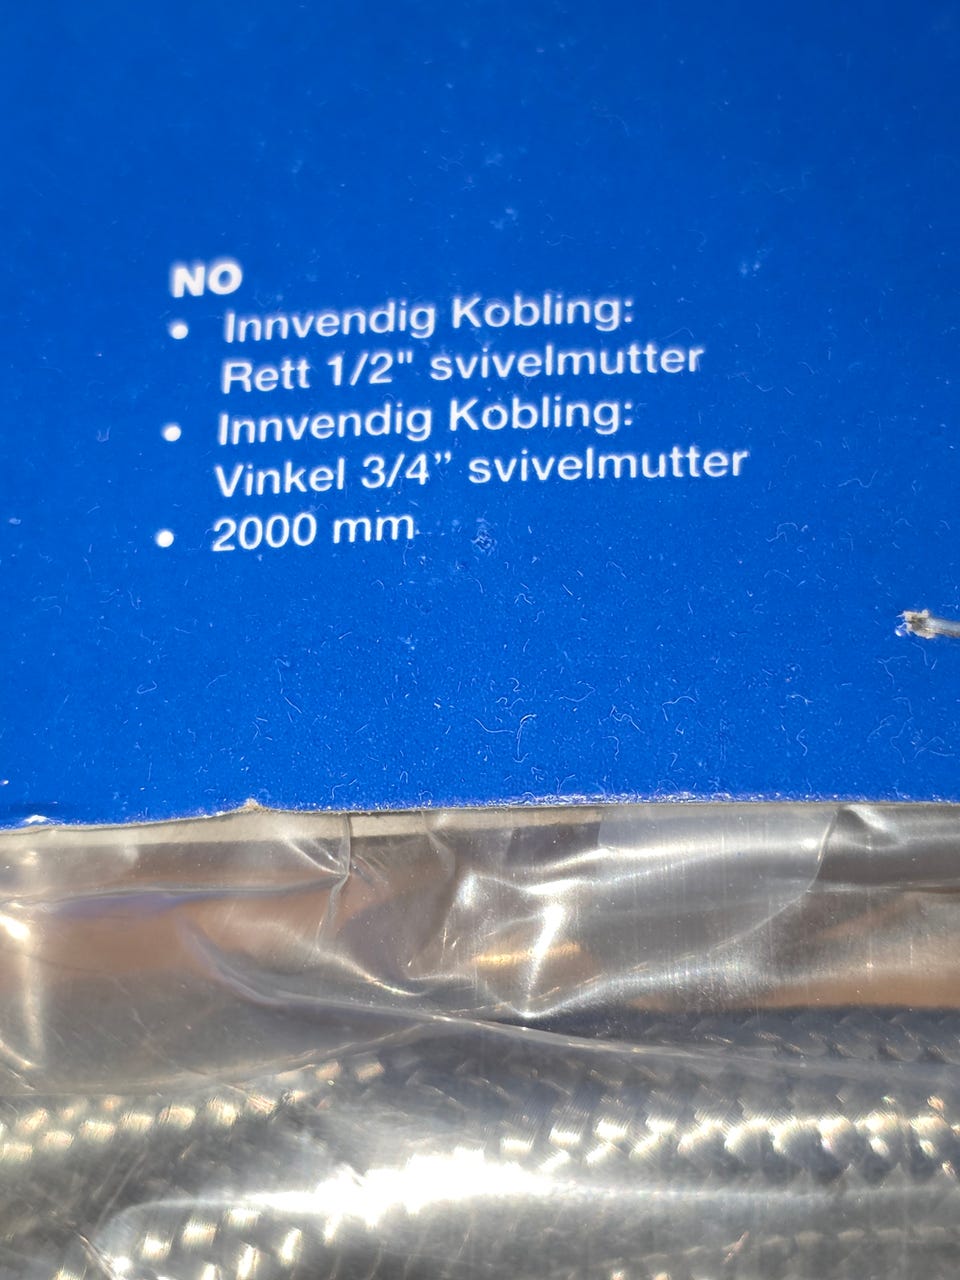 NO
• Innvendig Kobling:
Rett 1/2" svivelmutter
• Innvendig Kobling:
Vinkel 3/4” svivelmutter
• 2000 mm